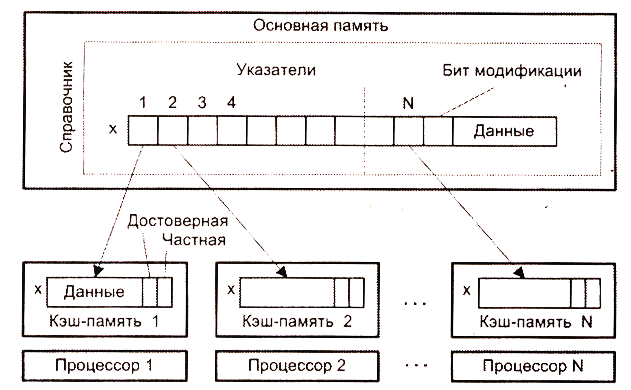 Основная память
Справочник
Указатели
Бит модификации
1 2 3 4 N
x Данные
Достоверная
Частная
x Данные x ... x
Кэш-память 1 Кэш-память 2 Кэш-память N
Процессор 1 Процессор 2 ... Процессор N